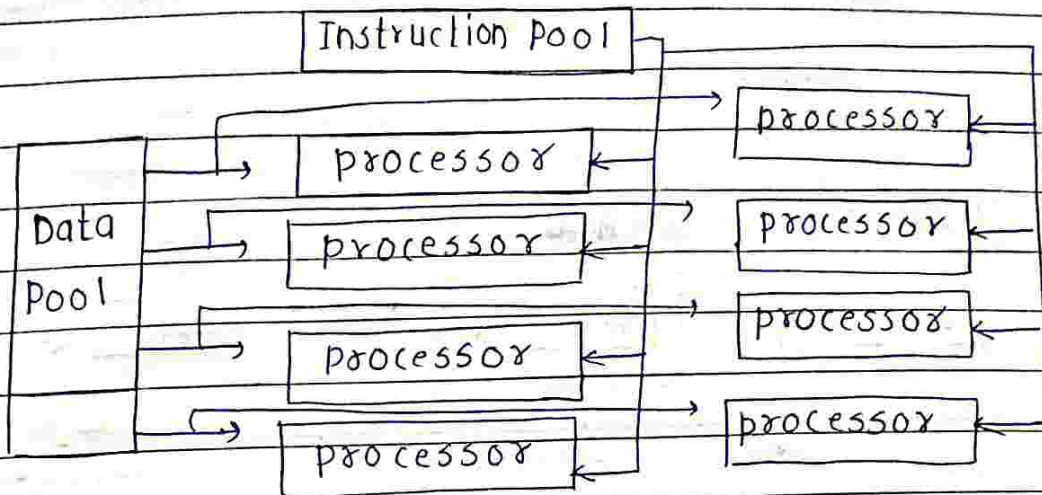 Instruction Pool
processor
processor
Data
Pool
processor
processor
processor
processor
processor
processor